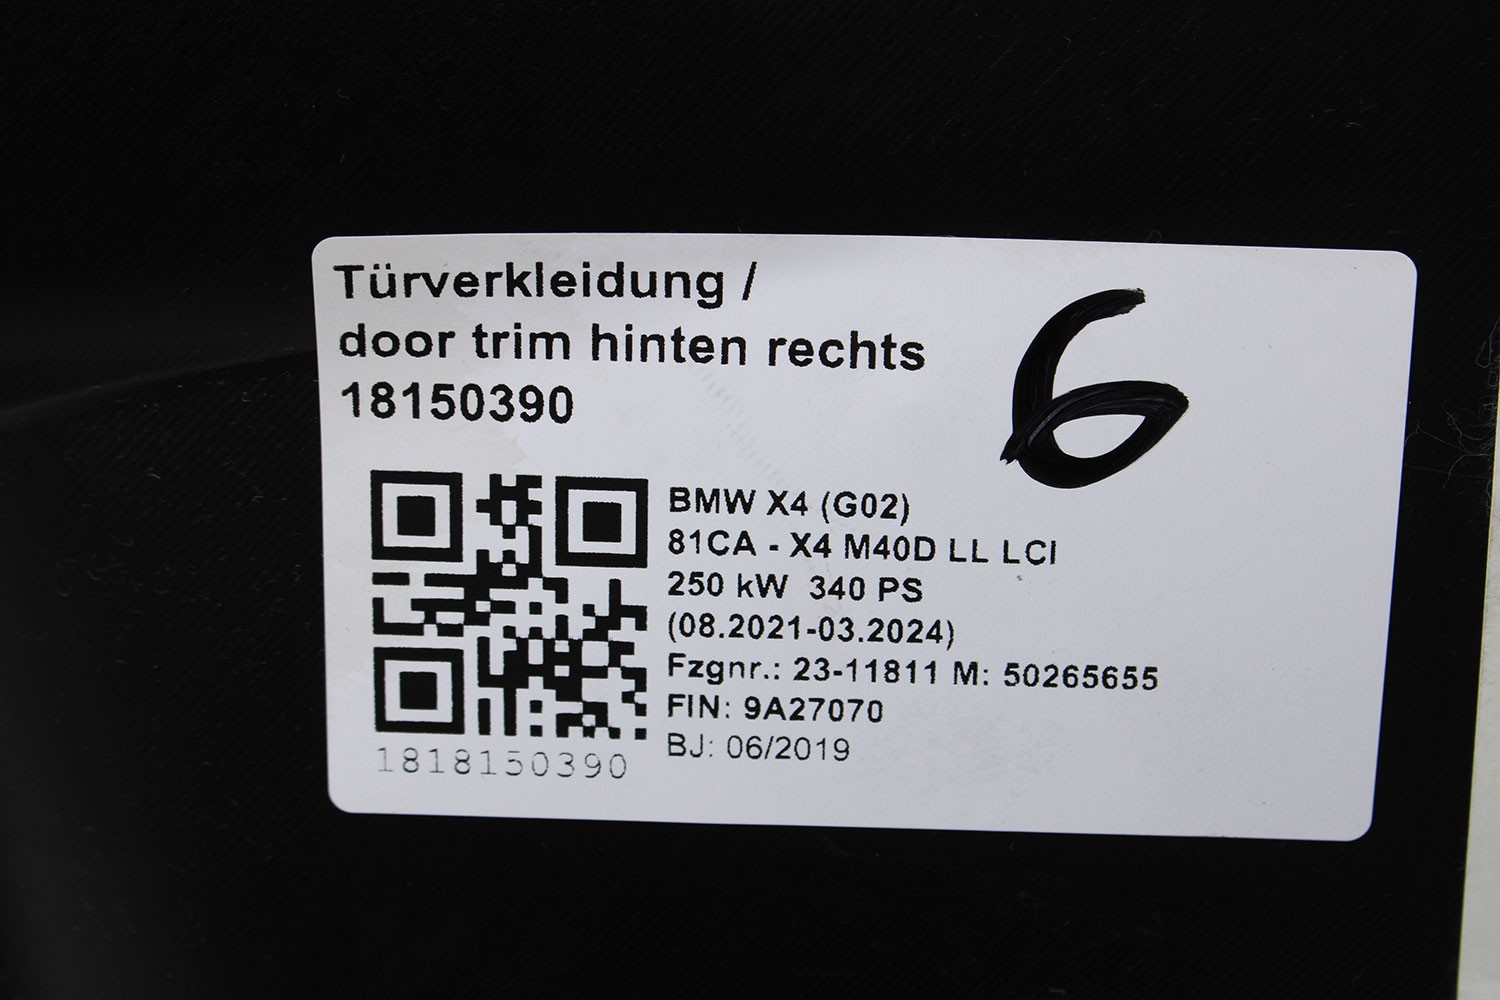 Türverkleidung /
door trim hinten rechts
18150390
6
BMW X4 (G02)
81CA - X4 M40D LL LCI
250 kW 340 PS
(08.2021-03.2024)
Fzgnr.: 23-11811 M: 50265655
FIN: 9A27070
BJ: 06/2019
1818150390